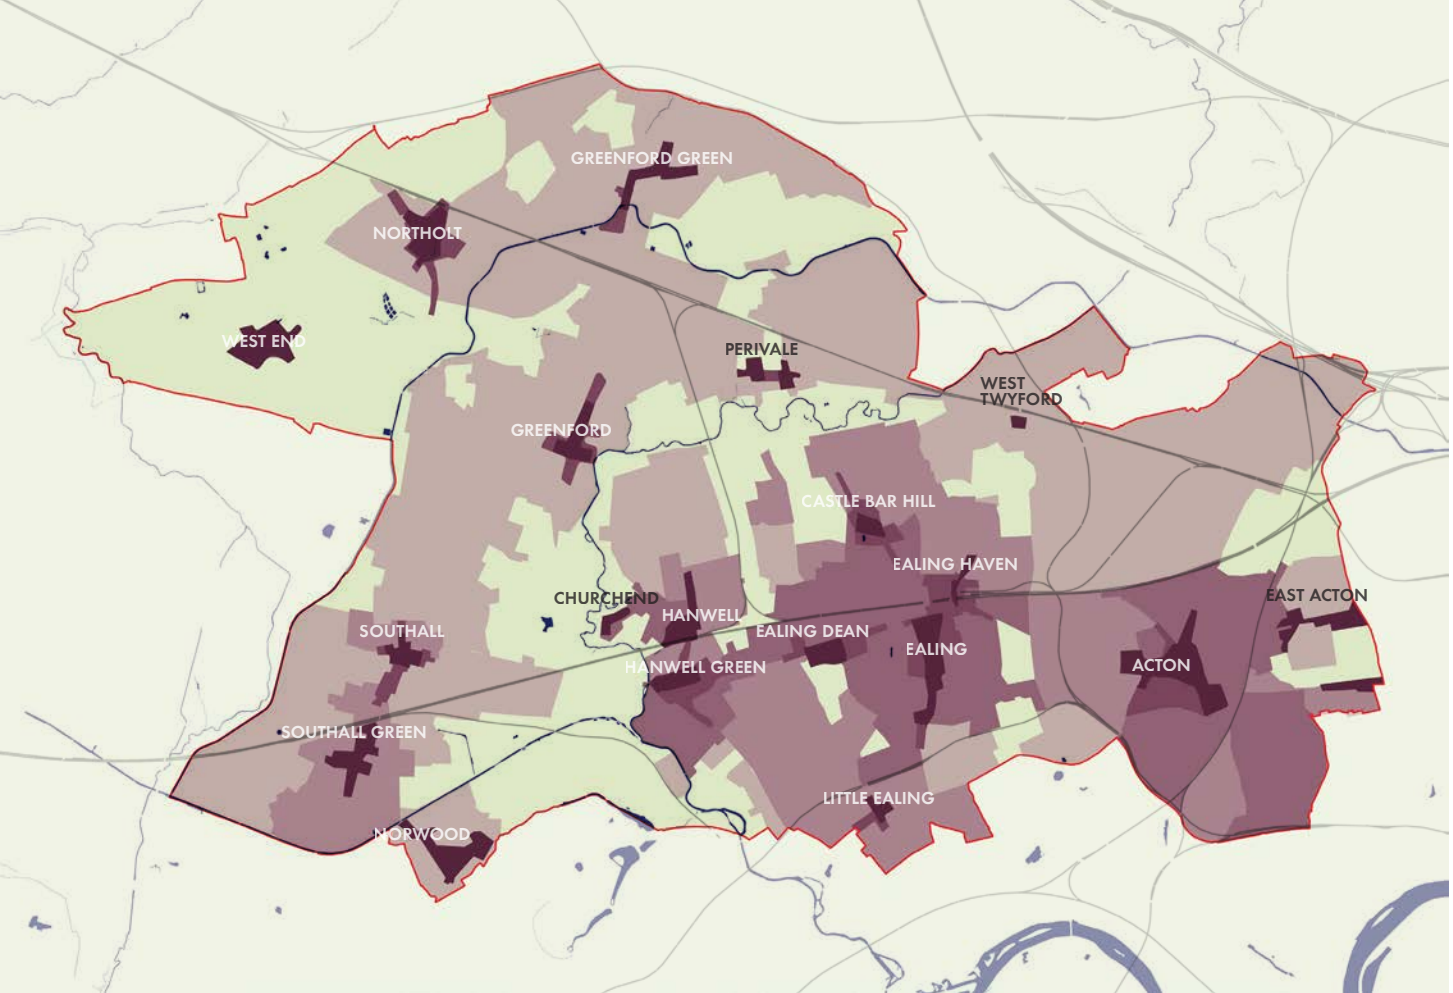 GREENFORD GREEN
NORTHOLT
WEST END
PERIVALE
WEST
TWYFORD
GREENFORD
CASTLE BAR HILL
EALING HAVEN
CHURCHEND
EAST ACTON
HANWELL
SOUTHALL
EALING DEAN
EALING
HANWELL GREEN
ACTON
SOUTHALL GREEN
LITTLE EALING
NORWOOD